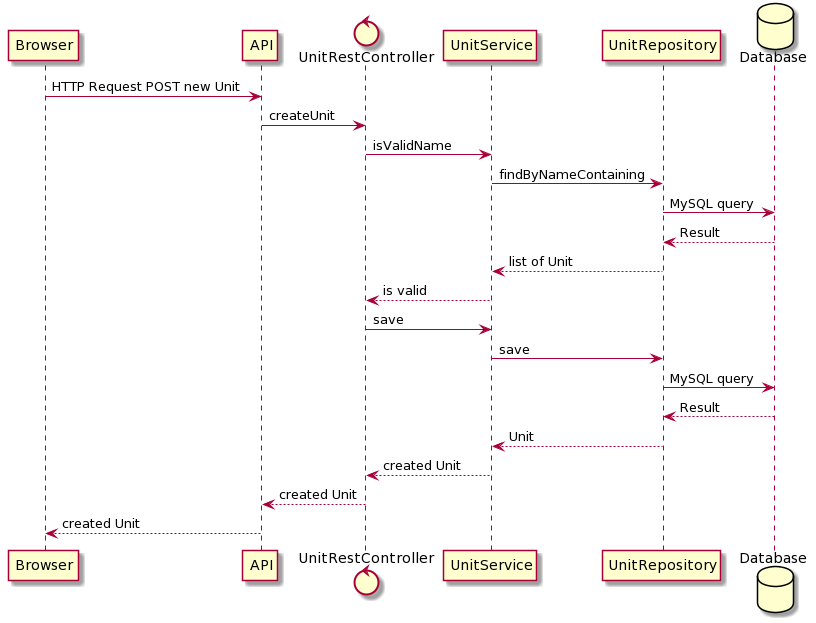 Browser
API
UnitRestController
UnitService
UnitRepository
Database
HTTP Request POST new Unit
createUnit
isValidName
findByNameContaining
MySQL query
Result
list of Unit
is valid
save
save
MySQL query
Result
Unit
created Unit
created Unit
created Unit
Browser
API
UnitRestController
UnitService
UnitRepository
Database